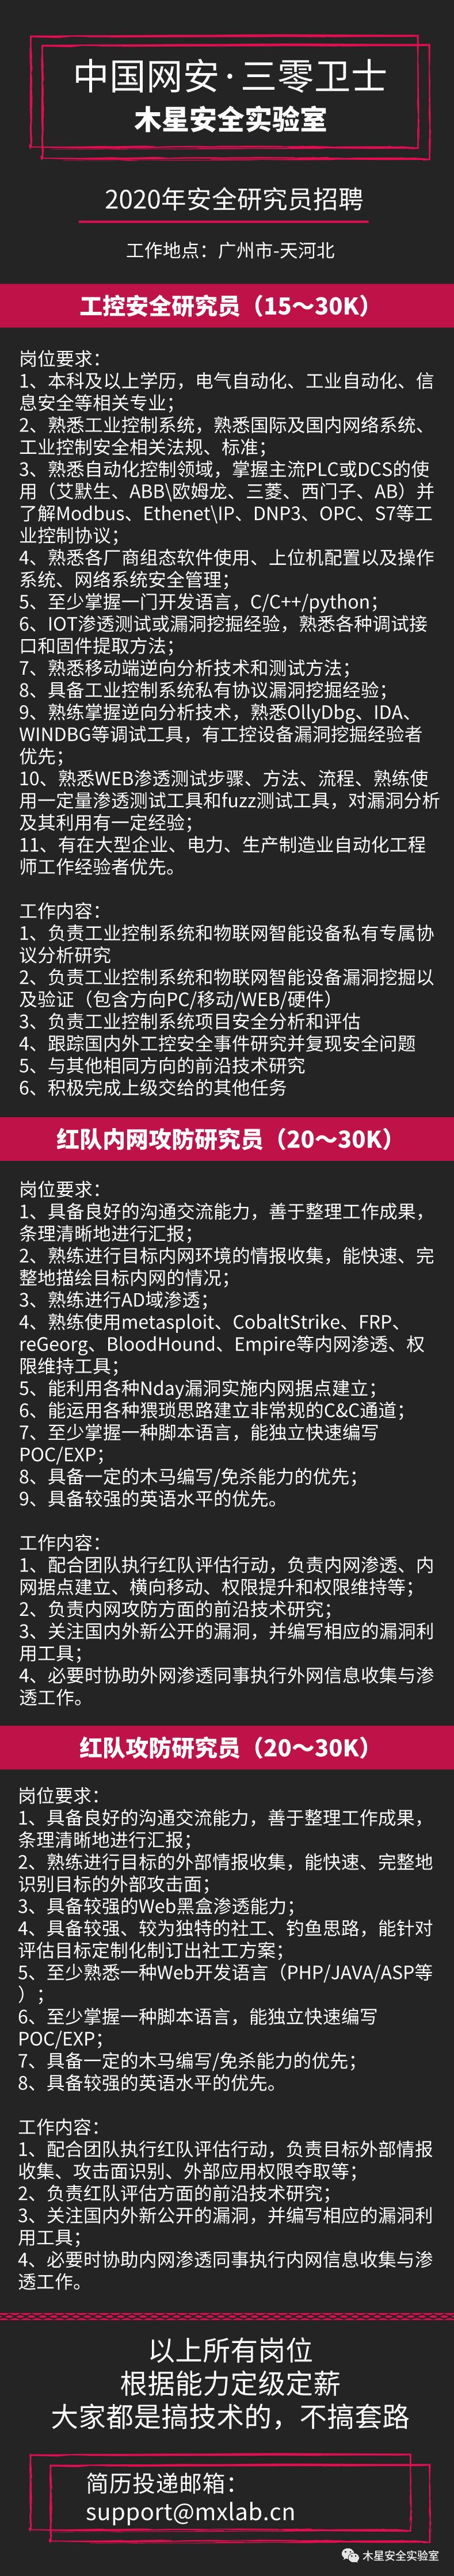 中国网安·三零卫士
木星安全实验室
2020年安全研究员招聘
工作地点：广州市-天河北
工控安全研究员（15～30K）
岗位要求：
1、本科及以上学历，电气自动化、工业自动化、信
息安全等相关专业；
2、熟悉工业控制系统，熟悉国际及国内网络系统、
工业控制安全相关法规、标准；
3、熟悉自动化控制领域，掌握主流PLC或DCS的使
用（艾默生、ABB\欧姆龙、三菱、西门子、AB）并
了解Modbus、Ethenet\IP、DNP3、OPC、S7等工
业控制协议；
4、熟悉各厂商组态软件使用、上位机配置以及操作
系统、网络系统安全管理；
5、至少掌握一门开发语言，C/C++/python；
6、IOT渗透测试或漏洞挖掘经验，熟悉各种调试接
口和固件提取方法；
7、熟悉移动端逆向分析技术和测试方法；
8、具备工业控制系统私有协议漏洞挖掘经验；
9、熟练掌握逆向分析技术，熟悉OllyDbg、IDA、
WINDBG等调试工具，有工控设备漏洞挖掘经验者
优先；
10、熟悉WEB渗透测试步骤、方法、流程、熟练使
用一定量渗透测试工具和fuzz测试工具，对漏洞分析
及其利用有一定经验；
11、有在大型企业、电力、生产制造业自动化工程
师工作经验者优先。
工作内容：
1、负责工业控制系统和物联网智能设备私有专属协
议分析研究
2、负责工业控制系统和物联网智能设备漏洞挖掘以
及验证（包含方向PC/移动/WEB/硬件）
3、负责工业控制系统项目安全分析和评估
4、跟踪国内外工控安全事件研究并复现安全问题
5、与其他相同方向的前沿技术研究
6、积极完成上级交给的其他任务
红队内网攻防研究员（20～30K）
岗位要求：
1、具备良好的沟通交流能力，善于整理工作成果，
条理清晰地进行汇报；
2、熟练进行目标内网环境的情报收集，能快速、完
整地描绘目标内网的情况；
3、熟练进行AD域渗透；
4、熟练使用metasploit、CobaltStrike、FRP、
reGeorg、BloodHound、Empire等内网渗透、权
限维持工具；
5、能利用各种Nday漏洞实施内网据点建立；
6、能运用各种猥琐思路建立非常规的C&C通道；
7、至少掌握一种脚本语言，能独立快速编写
POC/EXP；
8、具备一定的木马编写/免杀能力的优先；
9、具备较强的英语水平的优先。
工作内容：
1、配合团队执行红队评估行动，负责内网渗透、内
网据点建立、横向移动、权限提升和权限维持等；
2、负责内网攻防方面的前沿技术研究；
3、关注国内外新公开的漏洞，并编写相应的漏洞利
用工具；
4、必要时协助外网渗透同事执行外网信息收集与渗
透工作。
红队攻防研究员（20～30K）
岗位要求：
1、具备良好的沟通交流能力，善于整理工作成果，
条理清晰地进行汇报；
2、熟练进行目标的外部情报收集，能快速、完整地
识别目标的外部攻击面；
3、具备较强的Web黑盒渗透能力；
4、具备较强、较为独特的社工、钓鱼思路，能针对
评估目标定制化制订出社工方案；
5、至少熟悉一种Web开发语言（PHP/JAVA/ASP等
）；
6、至少掌握一种脚本语言，能独立快速编写
POC/EXP；
7、具备一定的木马编写/免杀能力的优先；
8、具备较强的英语水平的优先。
工作内容：
1、配合团队执行红队评估行动，负责目标外部情报
收集、攻击面识别、外部应用权限夺取等；
2、负责红队评估方面的前沿技术研究；
3、关注国内外新公开的漏洞，并编写相应的漏洞利
用工具；
4、必要时协助内网渗透同事执行内网信息收集与渗
透工作。
以上所有岗位
根据能力定级定薪
大家都是搞技术的，不搞套路
简历投递邮箱：
support@mxlab.cn
木星安全实验室